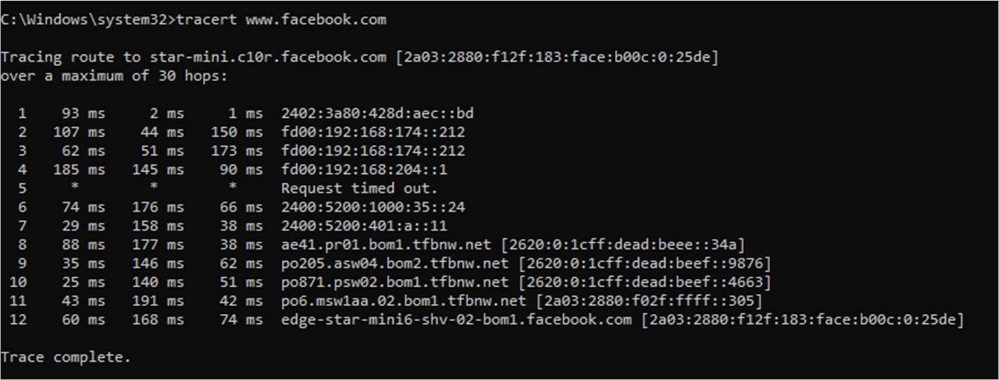 C:\Windows\system32>tracert www.facebook.com
Tracing route to star-mini.c10r.facebook.com [2a03:2880:f12f:183:face:b00c:0:25de]
over a maximum of 30 hops:
1 93 ms 2 ms 1 ms 2402:3a80:428d:aec::bd
2 107 ms 44 ms 150 ms fd00:192:168:174::212
3 62 ms 51 ms 173 ms fd00:192:168:174::212
4 185 ms 145 ms 90 ms fd00:192:168:204::1
5 * * * Request timed out.
6 74 ms 176 ms 66 ms 2400:5200:1000:35::24
7 29 ms 158 ms 38 ms 2400:5200:401:a::11
8 88 ms 177 ms 38 ms ae41.pr01.bom1.tfbnw.net [2620:0:1cff:dead:beee::34a]
9 35 ms 146 ms 62 ms po205.asw04.bom2.tfbnw.net [2620:0:1cff:dead:beef::9876]
10 25 ms 140 ms 51 ms po871.psw02.bom1.tfbnw.net [2620:0:1cff:dead:beef::4663]
11 43 ms 191 ms 42 ms po6.msw1aa.02.bom1.tfbnw.net [2a03:2880:f02f:ffff::305]
12 60 ms 168 ms 74 ms edge-star-mini6-shv-02-bom1.facebook.com [2a03:2880:f12f:183:face:b00c:0:25de]
Trace complete.